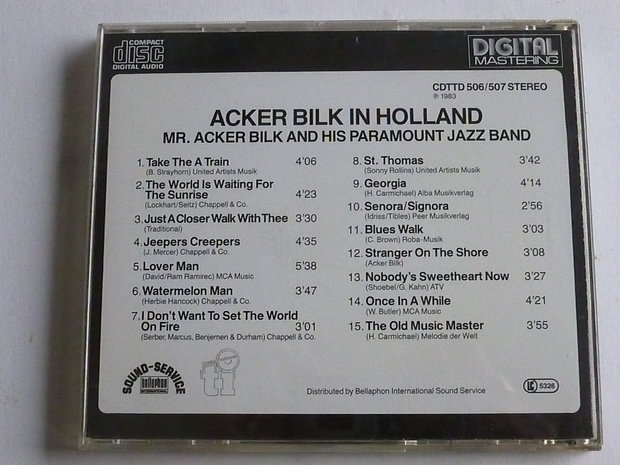 COMPACT
disc
DIGITAL AUDIO
DIGITAL
MASTERING
CDTTD 506/507 STEREO
℗ 1983
ACKER BILK IN HOLLAND
MR. ACKER BILK AND HIS PARAMOUNT JAZZ BAND
1. Take The A Train 4'06
(B. Strayhorn) United Artists Musik
2. The World Is Waiting For
The Sunrise 4'23
(Lockhart/Seitz) Chappell & Co.
3. Just A Closer Walk With Thee 3'30
(Traditional)
4. Jeepers Creepers 4'35
(J. Mercer) Chappell & Co.
5. Lover Man 5'38
(David/Ram Ramirec) MCA Music
6. Watermelon Man 3'47
(Herbie Hancock) Chappell & Co.
7. I Don't Want To Set The World
On Fire 3'01
(Serber, Marcus, Benjemen & Durham) Chappell & Co.
8. St. Thomas 3'42
(Sonny Rollins) United Artists Musik
9. Georgia 4'14
(H. Carmichael) Alba Musikverlag
10. Senora/Signora 2'56
(Idriss/Tibles) Peer Musikverlag
11. Blues Walk 3'03
(C. Brown) Roba-Musik
12. Stranger On The Shore 3'08
(Acker Bilk)
13. Nobody's Sweetheart Now 3'27
(Shoebel/G. Kahn) ATV
14. Once In A While 4'21
(W. Butler) MCA Music
15. The Old Music Master 3'55
(H. Carmichael) Melodie der Welt
SOUND-SERVICE
bellaphon
INTERNATIONAL
Distributed by Bellaphon International Sound Service
LC 5326